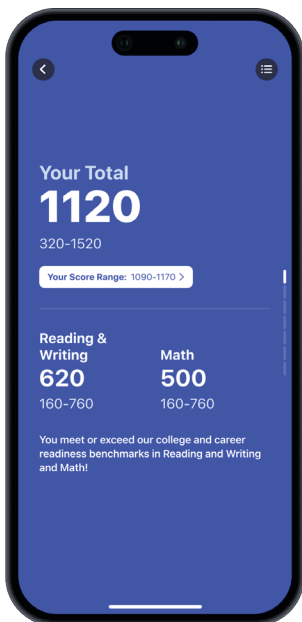 Your Total
1120
320-1520
Your Score Range: 1090-1170 >
Reading &
Writing
Math
620
500
160-760
160-760
You meet or exceed our college and career
readiness benchmarks in Reading and Writing
and Math!